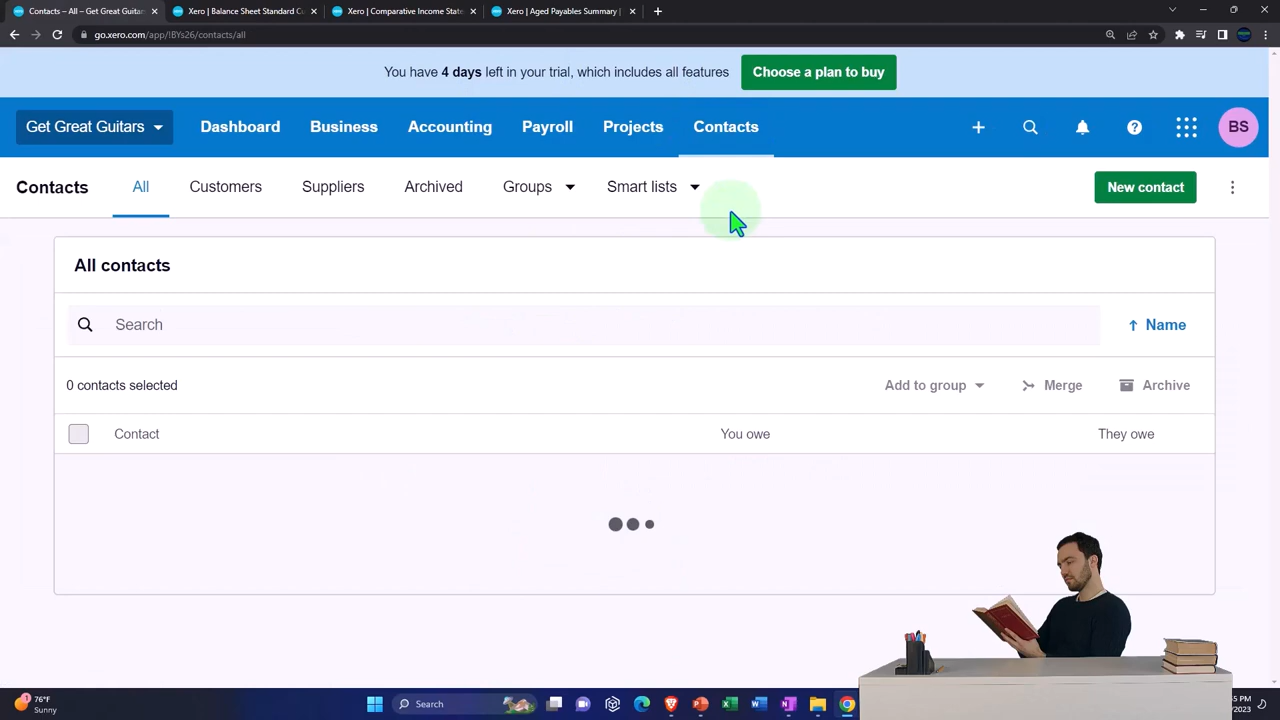 Contacts – All – Get Great Guitars
Xero | Balance Sheet Standard Cu
Xero | Comparative Income State
Xero | Aged Payables Summary |
go.xero.com/app/!BYs26/contacts/all
You have 4 days left in your trial, which includes all features
Choose a plan to buy
Get Great Guitars
Dashboard
Business
Accounting
Payroll
Projects
Contacts
BS
Contacts
All
Customers
Suppliers
Archived
Groups
Smart lists
New contact
All contacts
Search
Name
0 contacts selected
Add to group
Merge
Archive
Contact
You owe
They owe
76°F
Sunny
Search